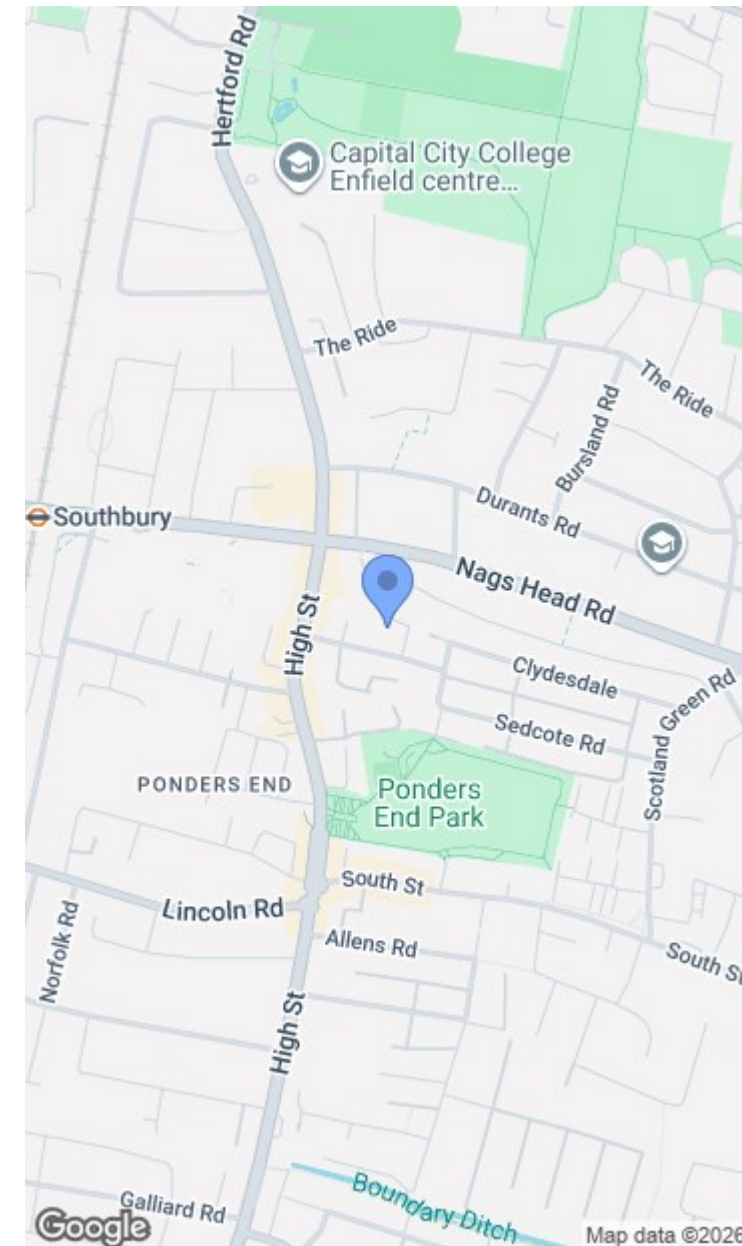 Hertford Rd
Capital City College
Enfield centre...
The Ride
The Ride
Bursland Rd
Durants Rd
Southbury
Nags Head Rd
High St
Clydesdale
Scotland Green Rd
Sedcote Rd
PONDERS END
Ponders
End Park
South St
Lincoln Rd
Norfolk Rd
Allens Rd
South St
High St
Boundary Ditch
Galliard Rd
Google
Map data ©2026